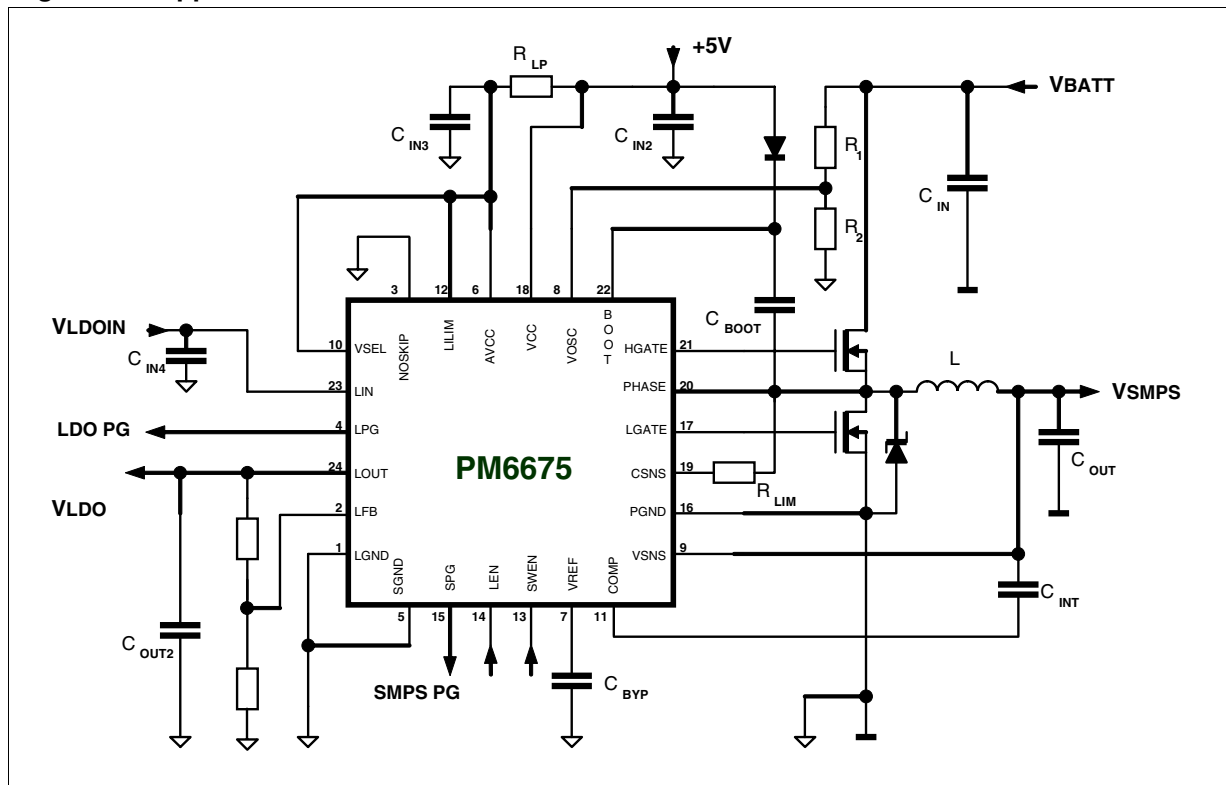 +5V
R LP
VBATT
C IN3
C IN2
R1
C IN
R2
3
12
6
18
8
22
NOSKIP
LILIM
AVCC
VCC
VOSC
BOOT
C BOOT
VLDOIN
C IN4
10 VSEL
HGATE 21
L
23 LIN
PHASE 20
VSMPS
LDO PG
4 LPG
LGATE 17
24 LOUT
PM6675
CSNS 19
R LIM
C OUT
VLDO
2 LFB
PGND 16
1 LGND
VSNS 9
SGND
SPG
LEN
SWEN
VREF
COMP
C INT
5
15
14
13
7
11
C OUT2
SMPS PG
C BYP